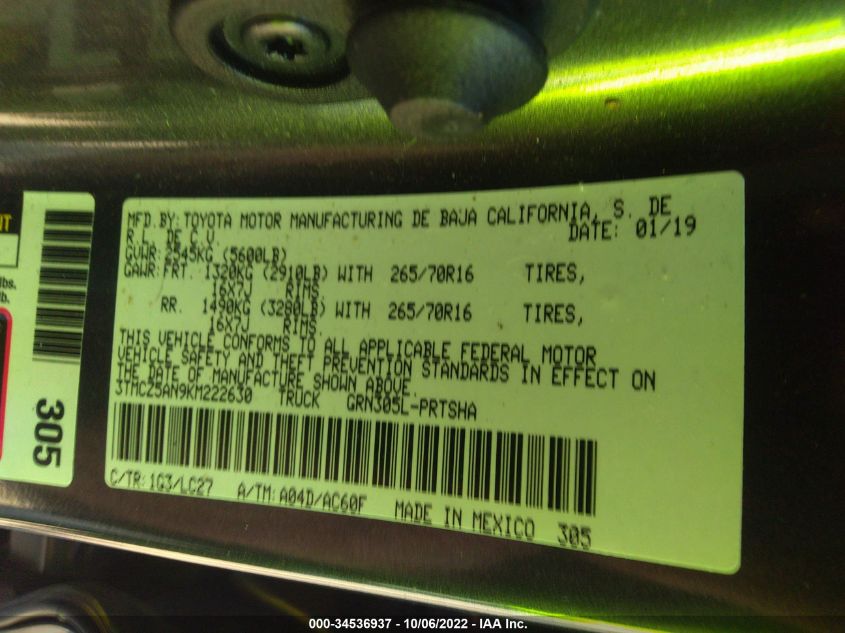 MFD.BY: TOYOTA MOTOR MANUFACTURING DE BAJA CALIFORNIA, S. DE
R.L. DE C.V. DATE: 01/19
GVWR: 2545KG (5600LB)
GAWR: FRT. 1320KG (2910LB) WITH 265/70R16 TIRES,
16X7J RIMS
RR. 1490KG (3280LB) WITH 265/70R16 TIRES,
16X7J RIMS.
THIS VEHICLE CONFORMS TO ALL APPLICABLE FEDERAL MOTOR
VEHICLE SAFETY AND THEFT PREVENTION STANDARDS IN EFFECT ON
THE DATE OF MANUFACTURE SHOWN ABOVE.
3TMCZ5AN9KM222630 TRUCK GRN305L-PRTSHA
C/TR: 1G3/LC27 A/TM: A04D/AC60F MADE IN MEXICO 305
lbs.
lb.
305
000-34536937 - 10/06/2022 - IAA Inc.